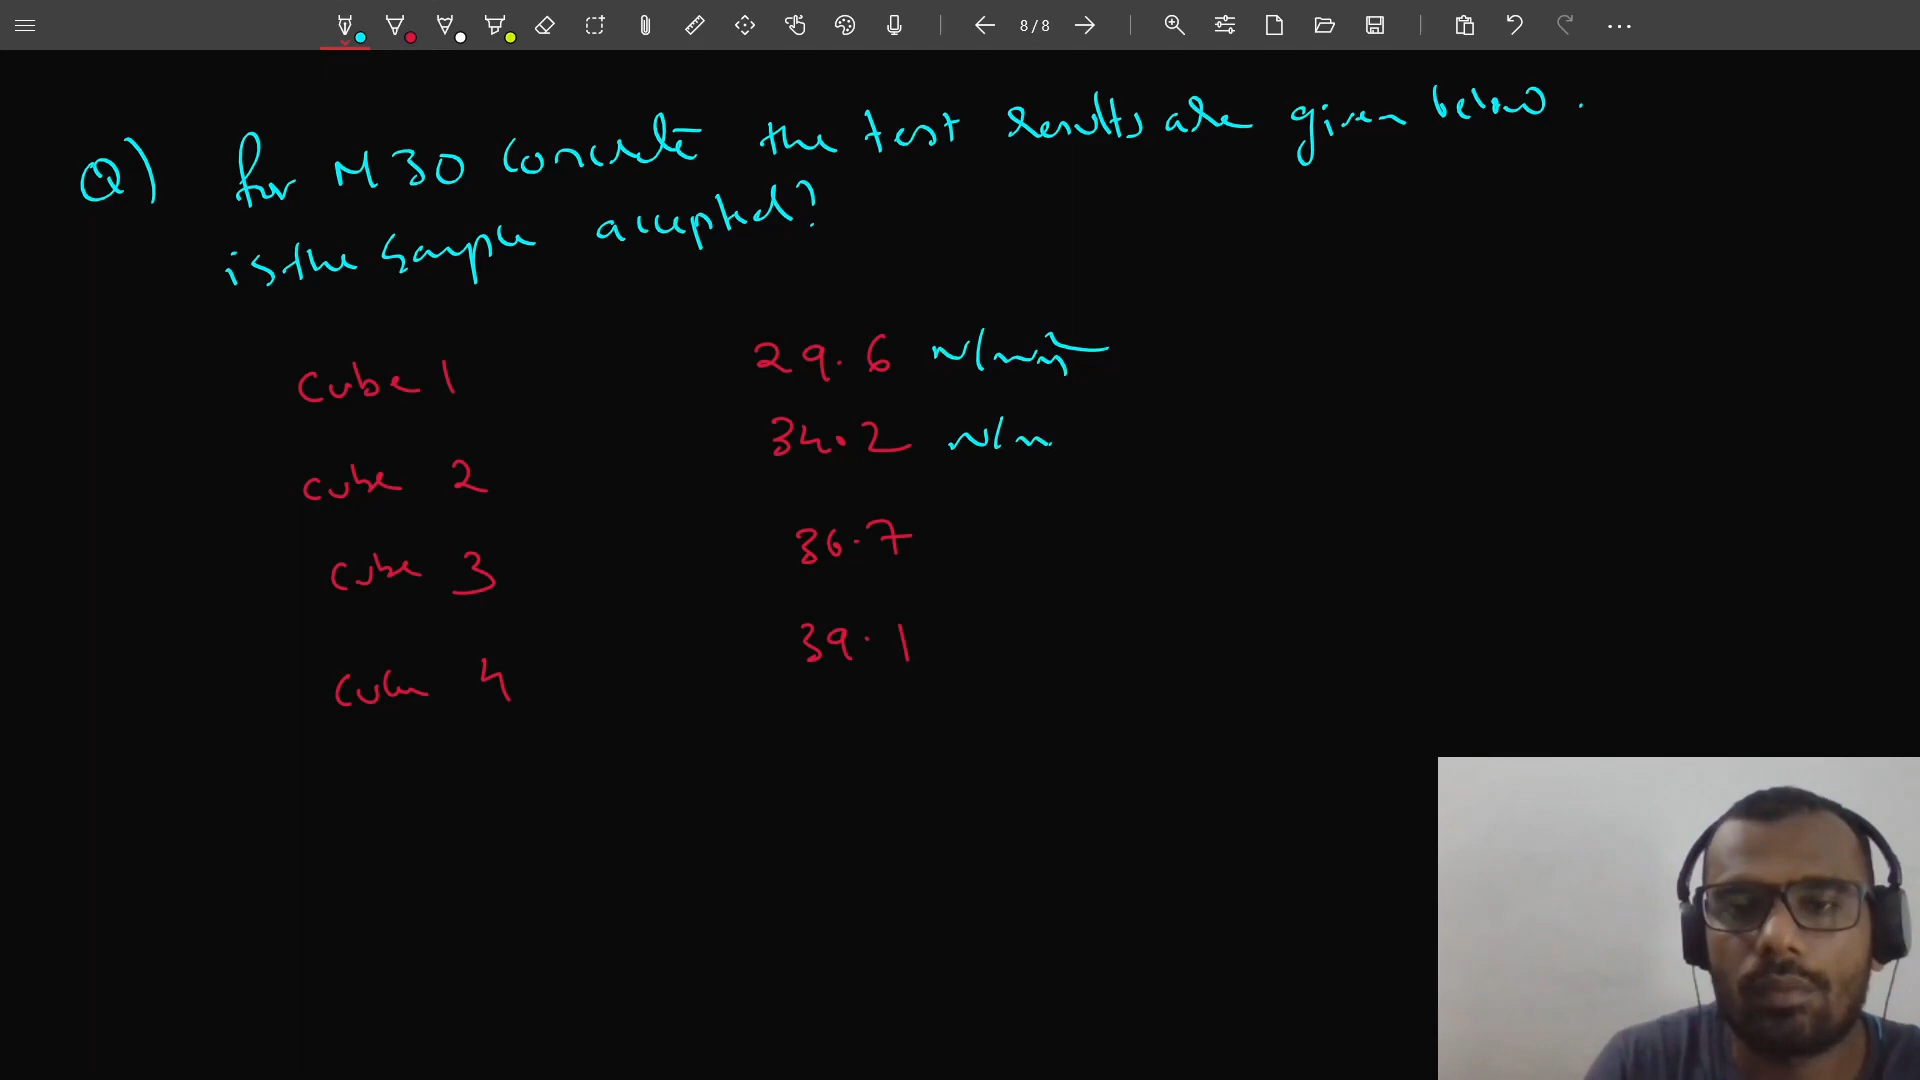 8/8
Q) for M30 concrete the test results are given below.
is the sample accepted?
Cube 1 29.6 N/mm²
Cube 2 34.2 N/m
Cube 3 36.7
Cube 4 39.1